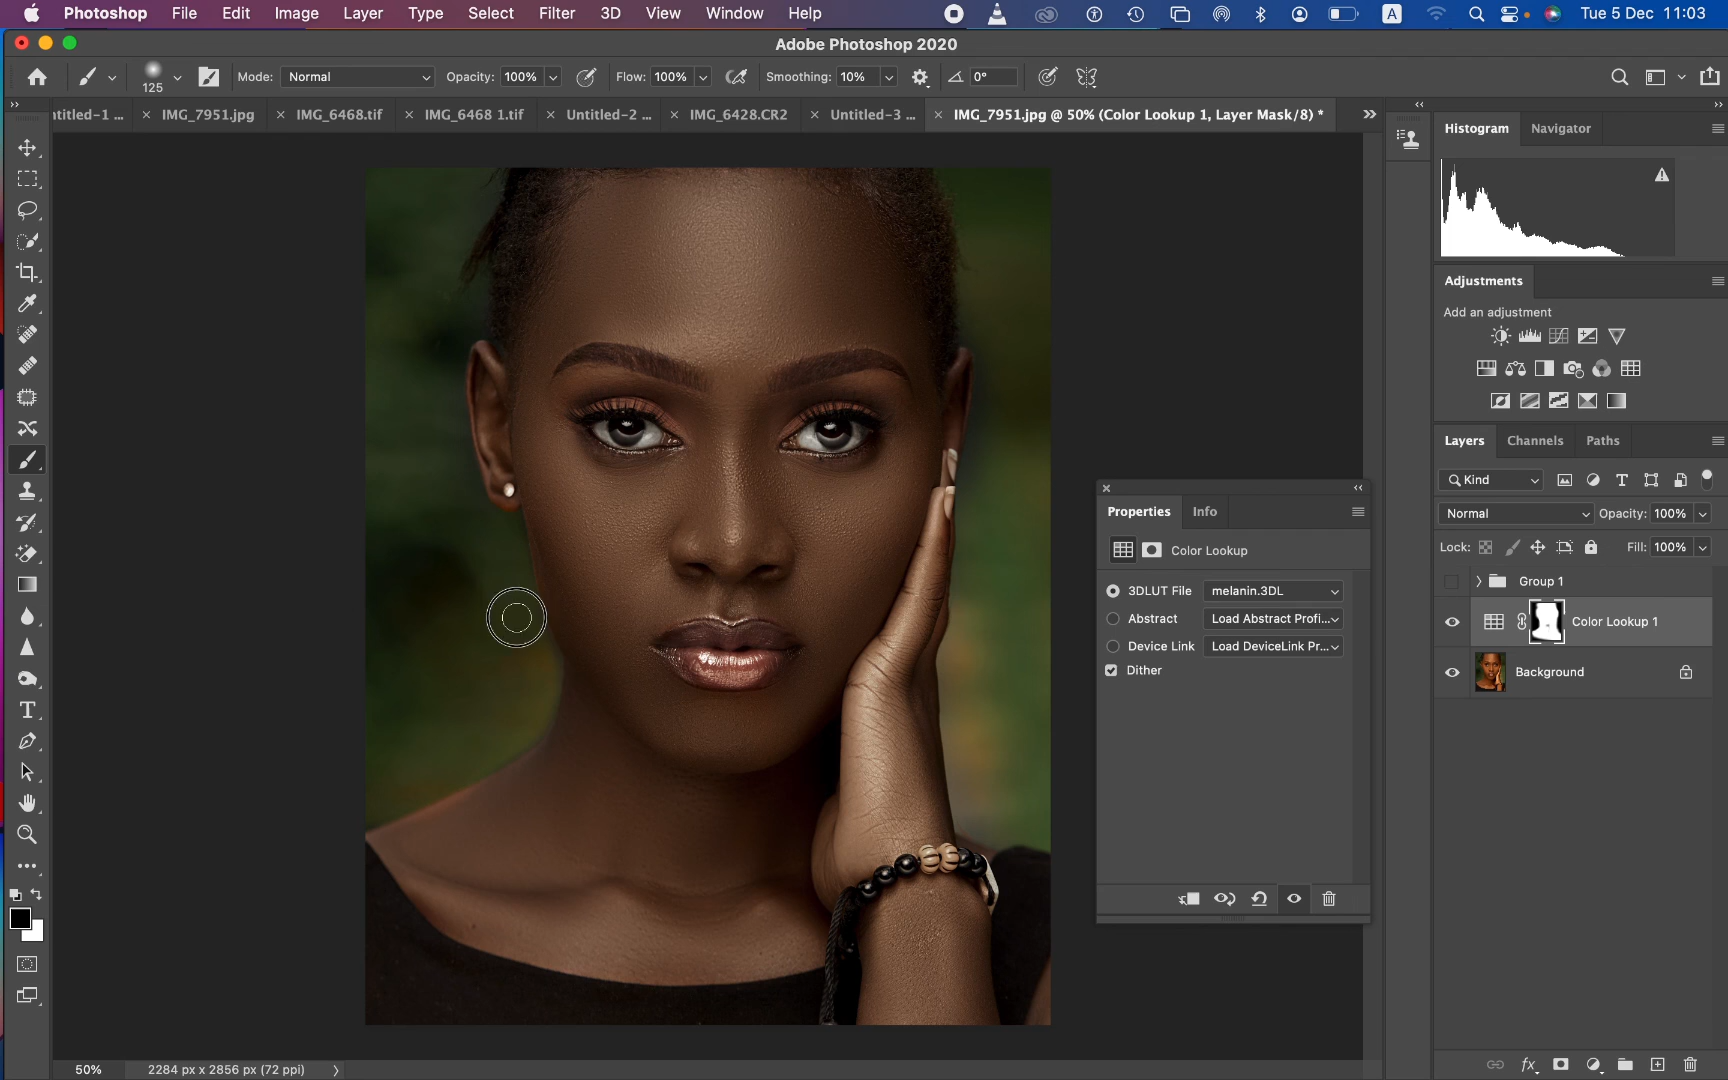 Photoshop File Edit Image Layer Type Select Filter 3D View Window Help A Tue 5 Dec 11:03
Adobe Photoshop 2020
125 Mode: Normal Opacity: 100% Flow: 100% Smoothing: 10% 0°
ntitled-1 ... × IMG_7951.jpg × IMG_6468.tif × IMG_6468 1.tif × Untitled-2 ... × IMG_6428.CR2 × Untitled-3 ... × IMG_7951.jpg @ 50% (Color Lookup 1, Layer Mask/8) *
Histogram Navigator
Adjustments
Add an adjustment
Layers Channels Paths
Kind T
Normal Opacity: 100%
Lock: Fill: 100%
Group 1
Color Lookup 1
Background
fx
Properties Info
Color Lookup
3DLUT File melanin.3DL
Abstract Load Abstract Profi...
Device Link Load DeviceLink Pr...
Dither
T
50% 2284 px x 2856 px (72 ppi)